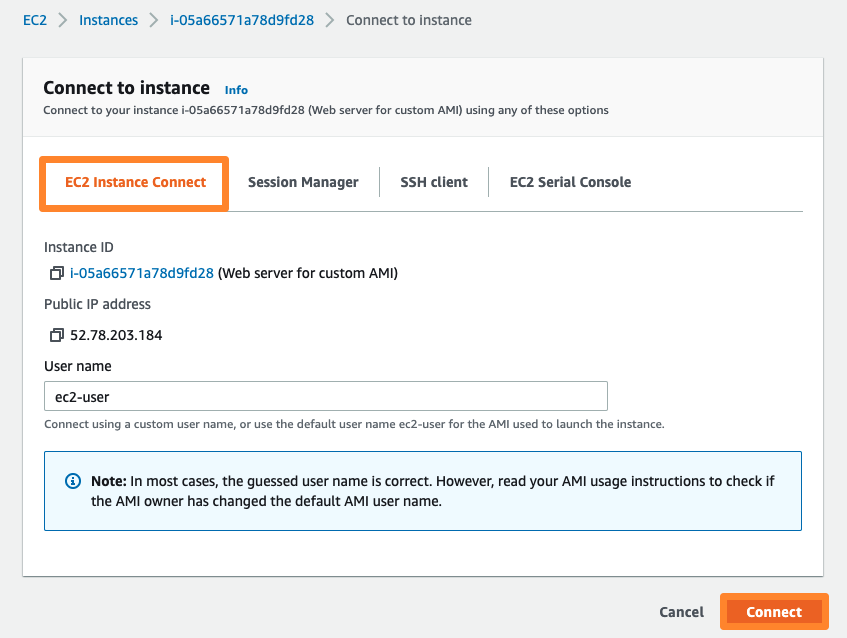 EC2 > Instances > i-05a66571a78d9fd28 > Connect to instance
Connect to instance Info
Connect to your instance i-05a66571a78d9fd28 (Web server for custom AMI) using any of these options
EC2 Instance Connect Session Manager SSH client EC2 Serial Console
Instance ID
i-05a66571a78d9fd28 (Web server for custom AMI)
Public IP address
52.78.203.184
User name
ec2-user
Connect using a custom user name, or use the default user name ec2-user for the AMI used to launch the instance.
Note: In most cases, the guessed user name is correct. However, read your AMI usage instructions to check if
the AMI owner has changed the default AMI user name.
Cancel Connect